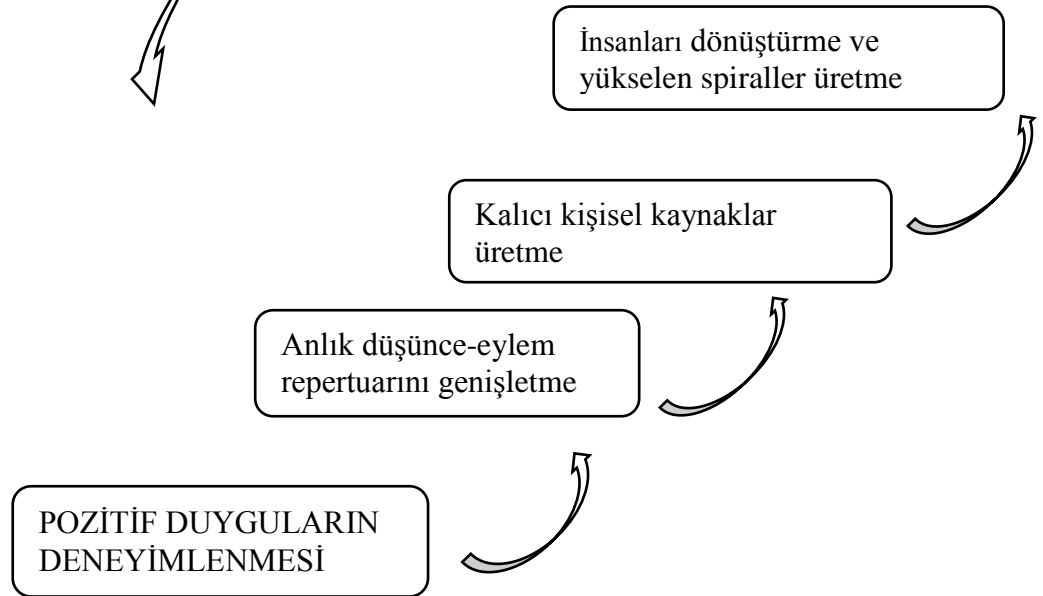 İnsanları dönüştürme ve
yükselen spiraller üretme
Kalıcı kişisel kaynaklar
üretme
Anlık düşünce-eylem
repertuarını genişletme
POZİTİF DUYGULARIN
DENEYİMLENMESİ